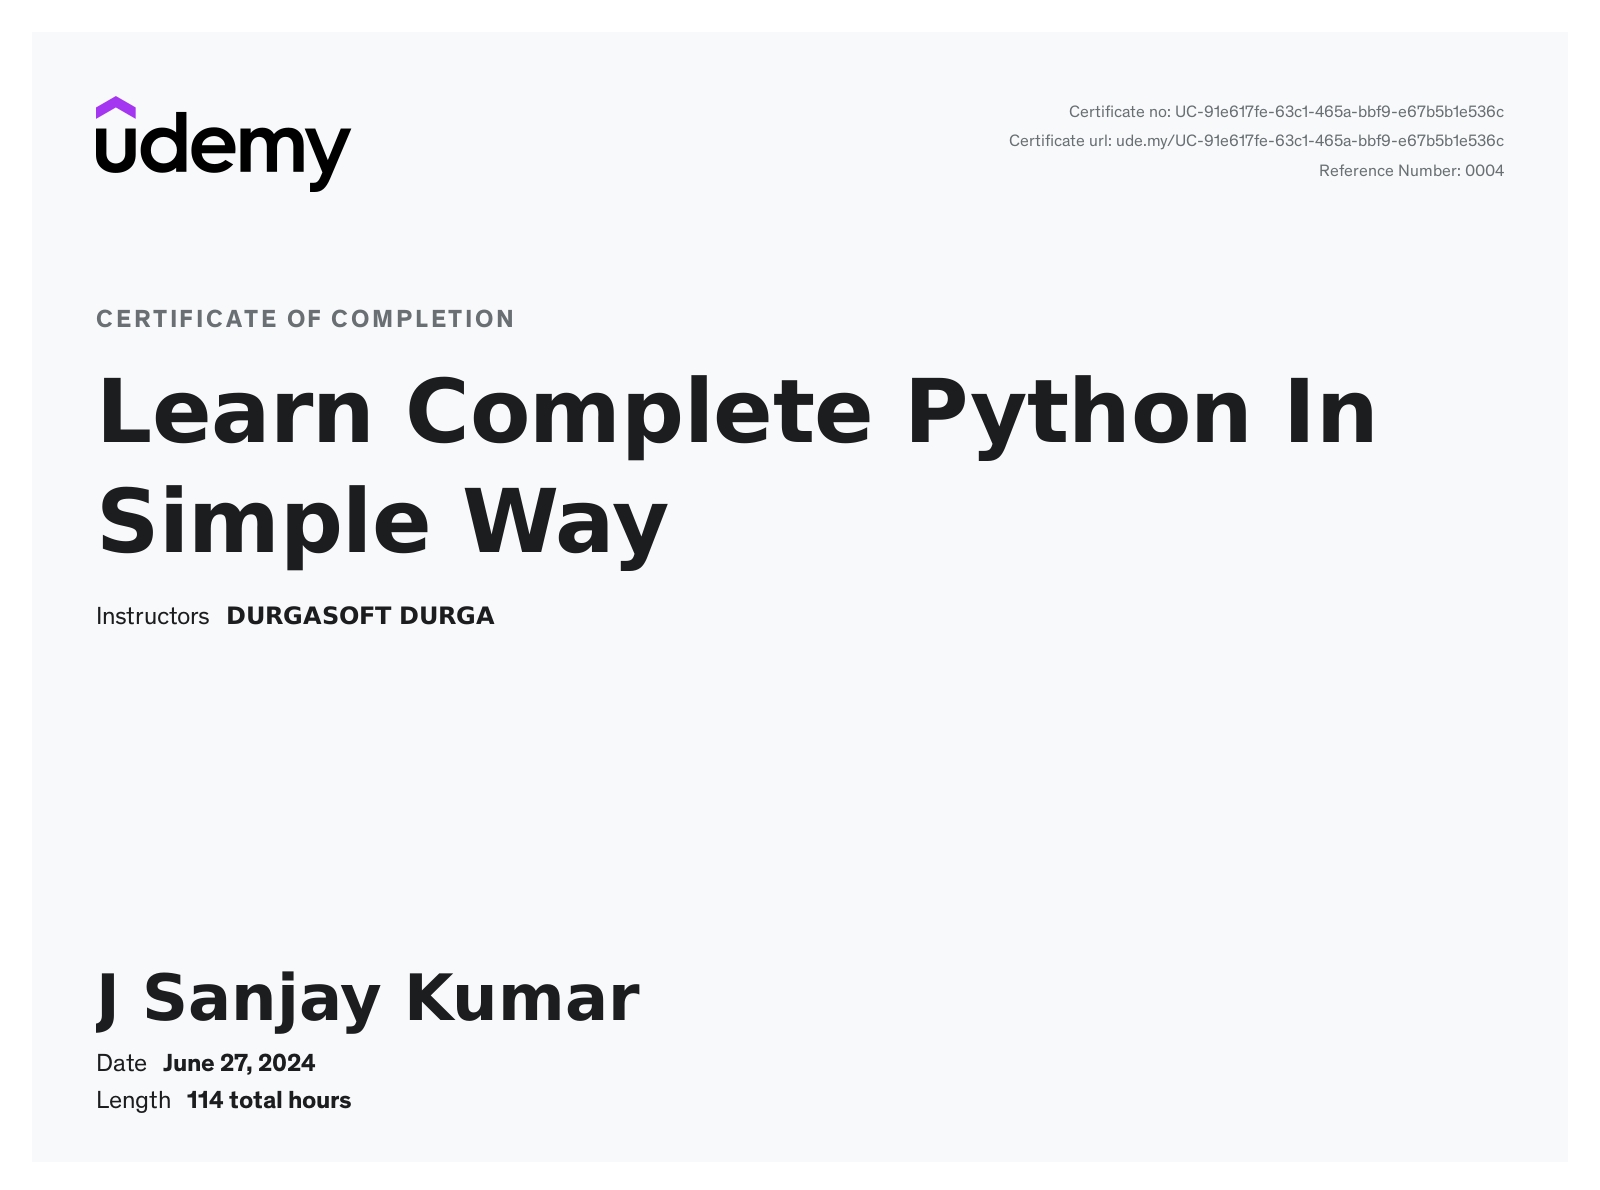 udemy
Certificate no: UC-91e617fe-63c1-465a-bbf9-e67b5b1e536c
Certificate url: ude.my/UC-91e617fe-63c1-465a-bbf9-e67b5b1e536c
Reference Number: 0004
CERTIFICATE OF COMPLETION
Learn Complete Python In
Simple Way
Instructors DURGASOFT DURGA
J Sanjay Kumar
Date June 27, 2024
Length 114 total hours